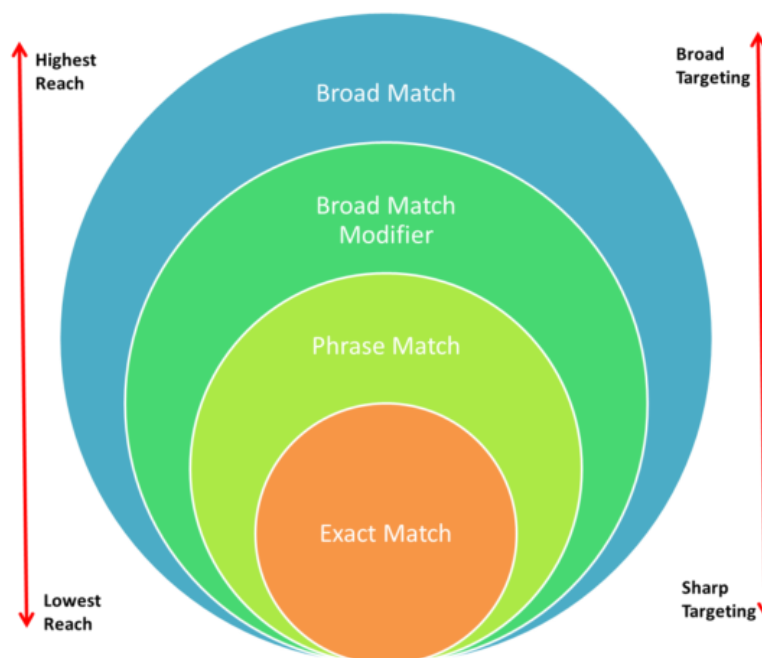 Highest
Reach
Broad
Targeting
Broad Match
Broad Match
Modifier
Phrase Match
Exact Match
Lowest
Reach
Sharp
Targeting